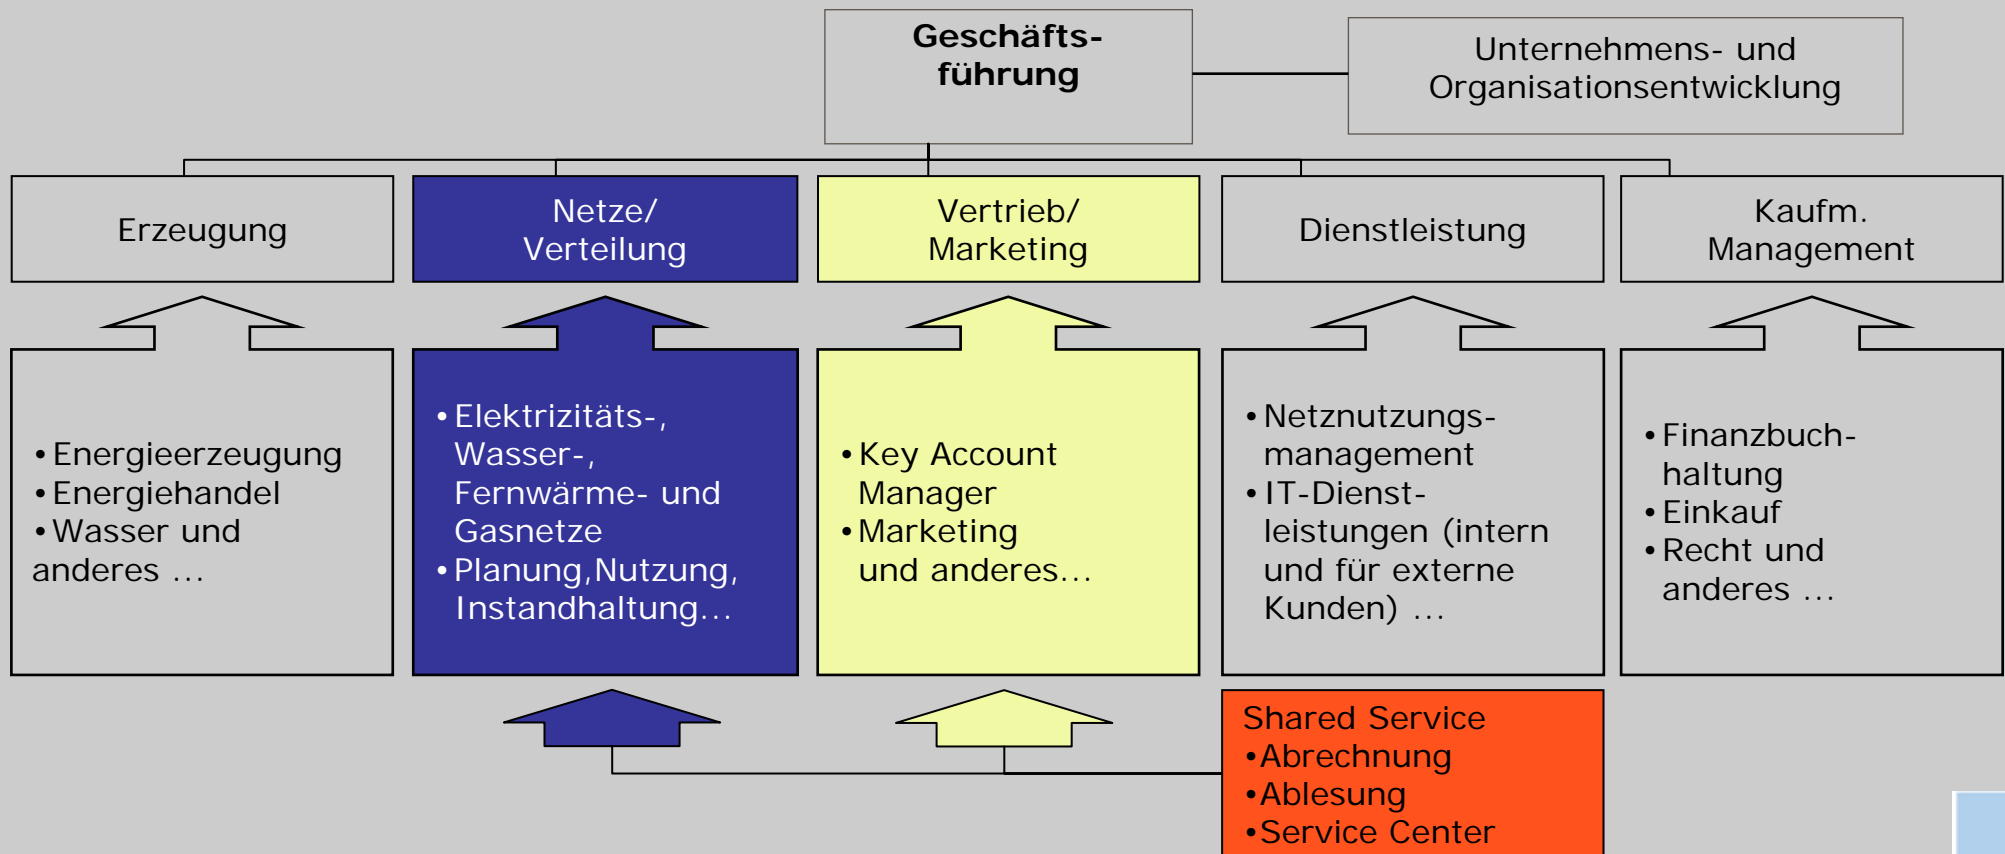 Geschäfts-
führung
Unternehmens- und
Organisationsentwicklung
Erzeugung
Netze/
Verteilung
Vertrieb/
Marketing
Dienstleistung
Kaufm.
Management
•Energieerzeugung
•Energiehandel
•Wasser und
anderes ...
•Elektrizitäts-,
Wasser-,
Fernwärme- und
Gasnetze
•Planung,Nutzung,
Instandhaltung...
•Key Account
Manager
•Marketing
und anderes...
•Netznutzungs-
management
•IT-Dienst-
leistungen (intern
und für externe
Kunden) ...
•Finanzbuch-
haltung
•Einkauf
•Recht und
anderes ...
Shared Service
•Abrechnung
•Ablesung
•Service Center